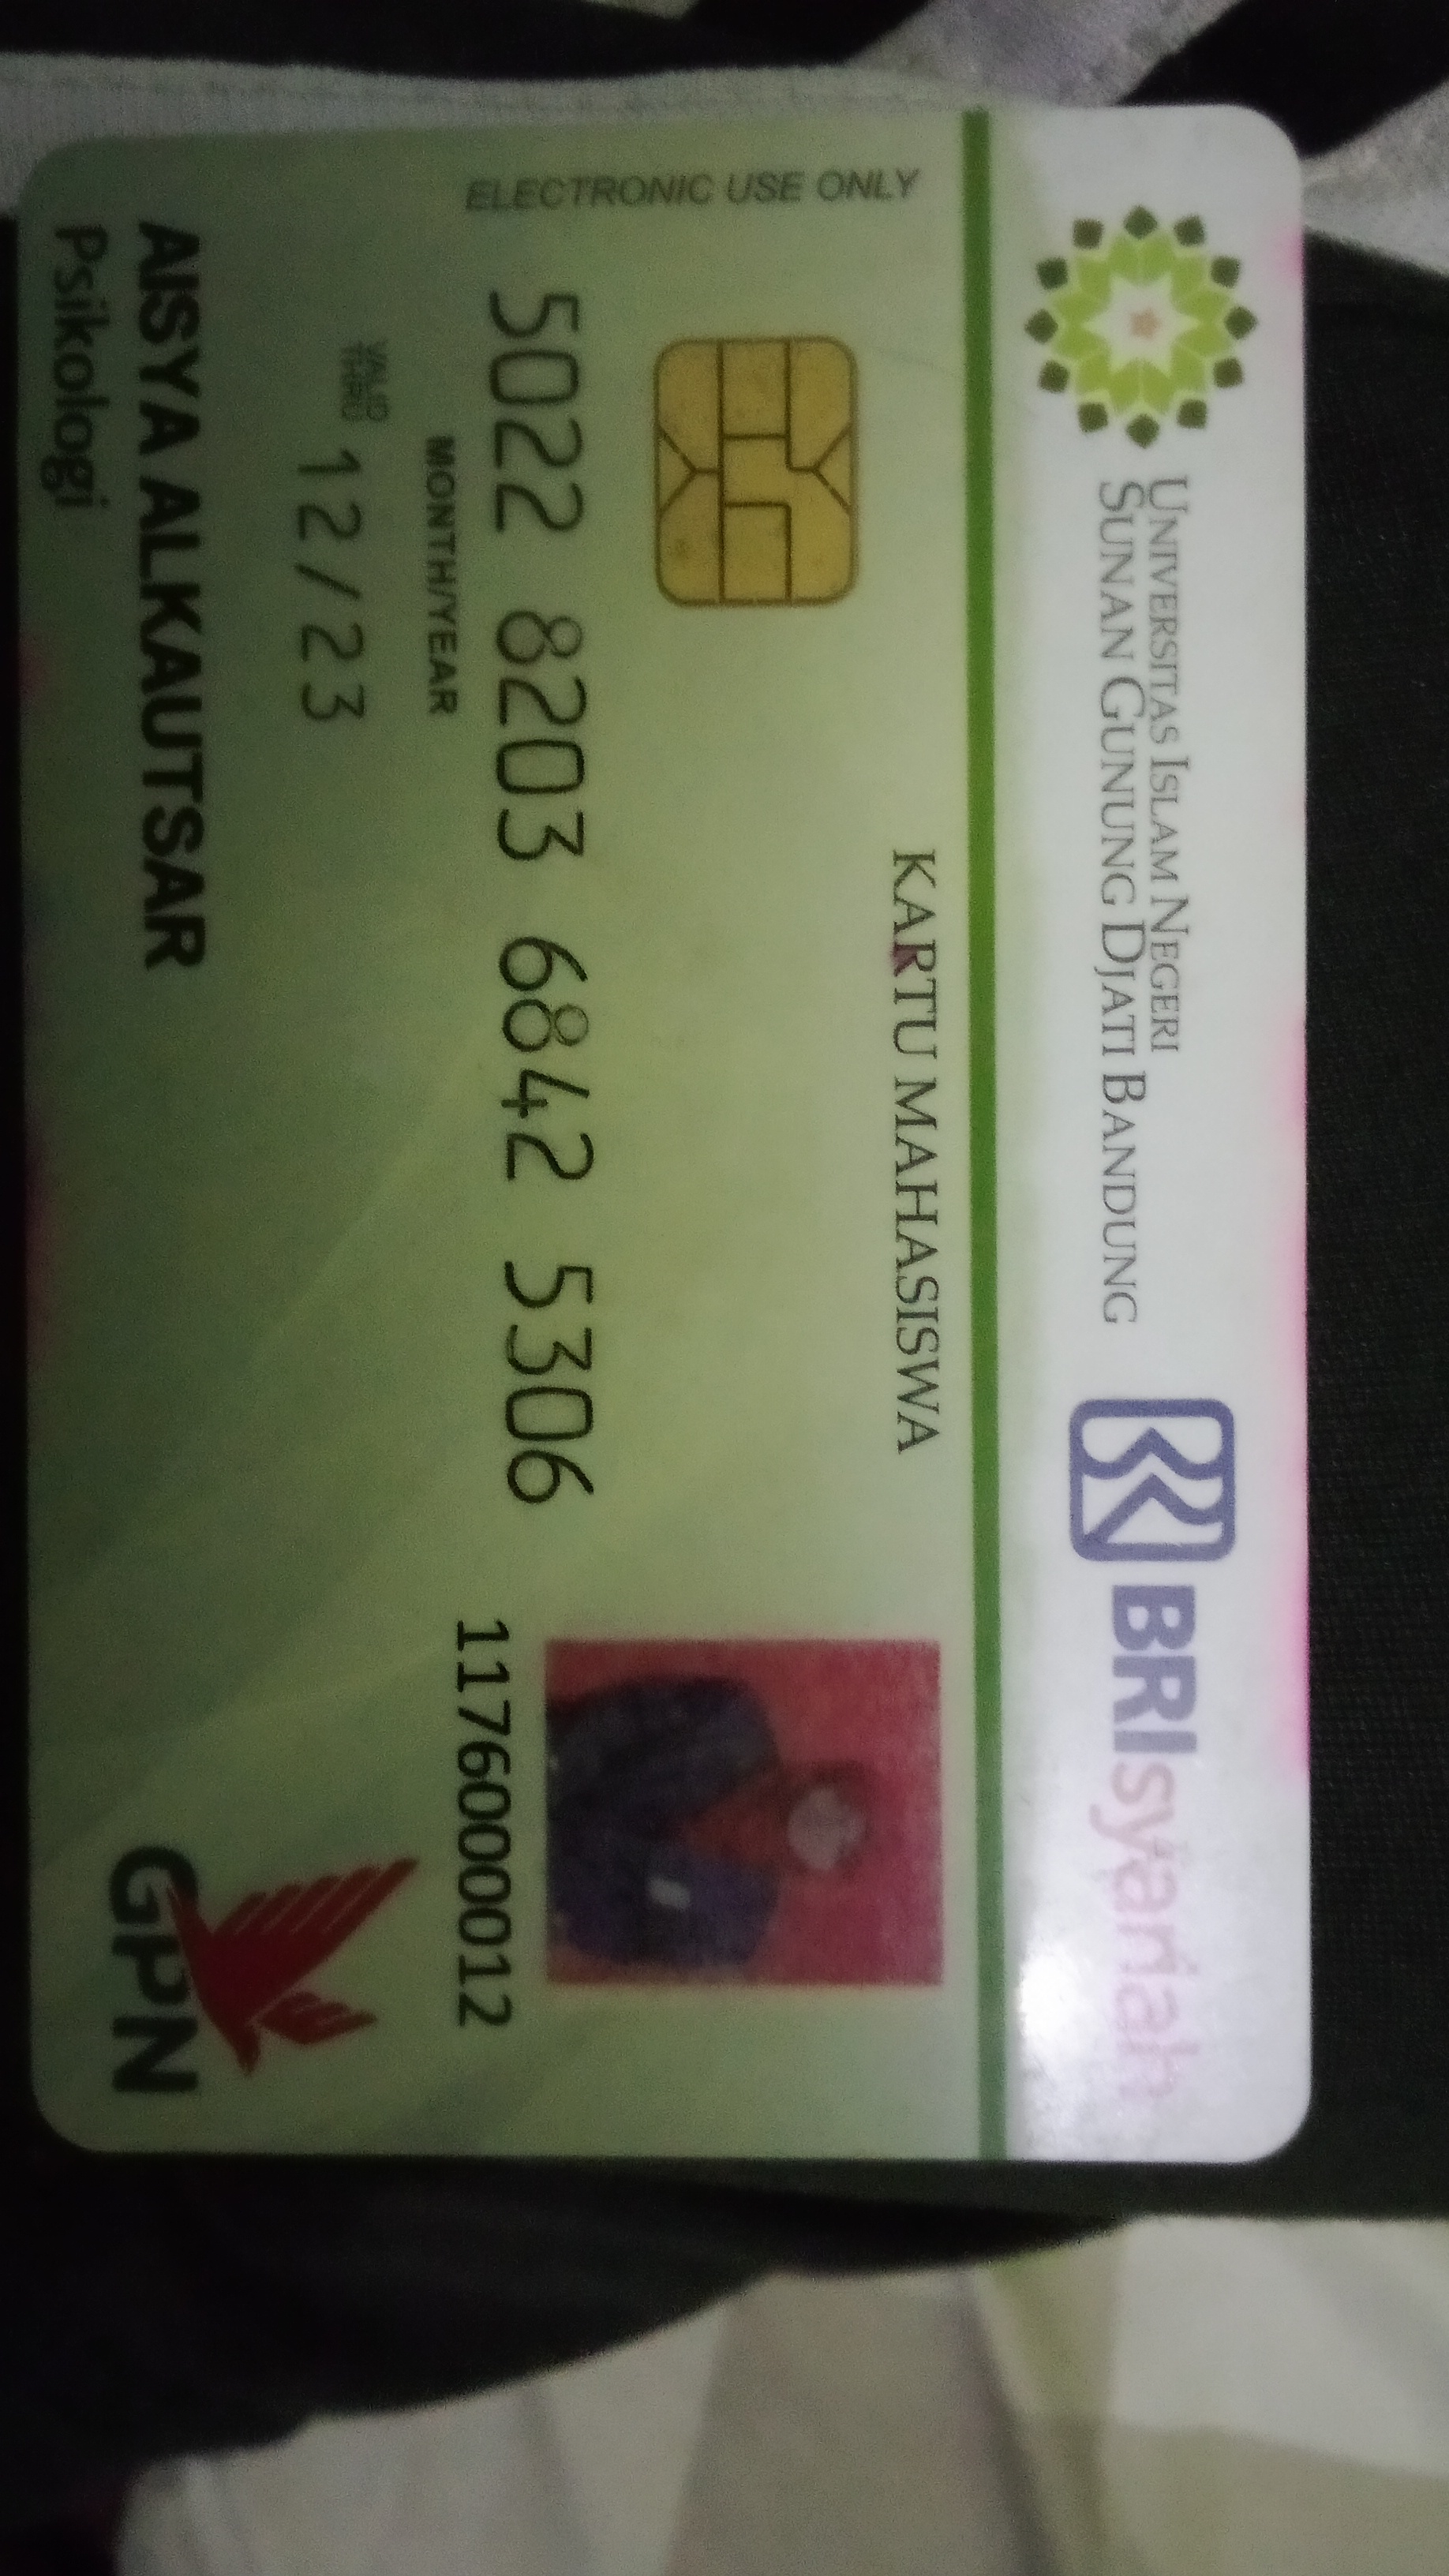 UNIVERSITAS ISLAM NEGERI
SUNAN GUNUNG DJATI BANDUNG
BRIsyariah
KARTU MAHASISWA
ELECTRONIC USE ONLY
5022 8203 6842 5306
1176000012
MONTH/YEAR
VALID
THRU
12/23
AISYA ALKAUTSAR
Psikologi
GPN